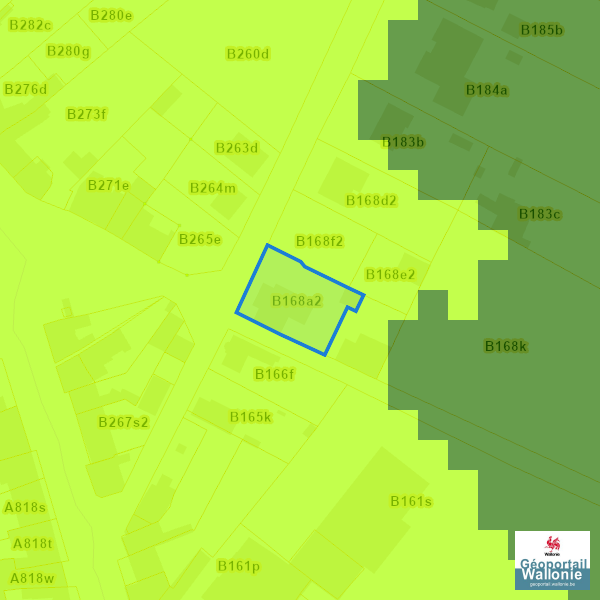 B280e
B282c
B185b
B280g
B260d
B276d
B184a
B273f
B183b
B263d
B271e
B264m
B168d2
B183c
B265e
B168f2
B168e2
B168a2
B168k
B166f
B165k
B267s2
B161s
A818s
A818t
B161p
A818w
Wallonie
Géoportail
Wallonie
geoportail.wallonie.be